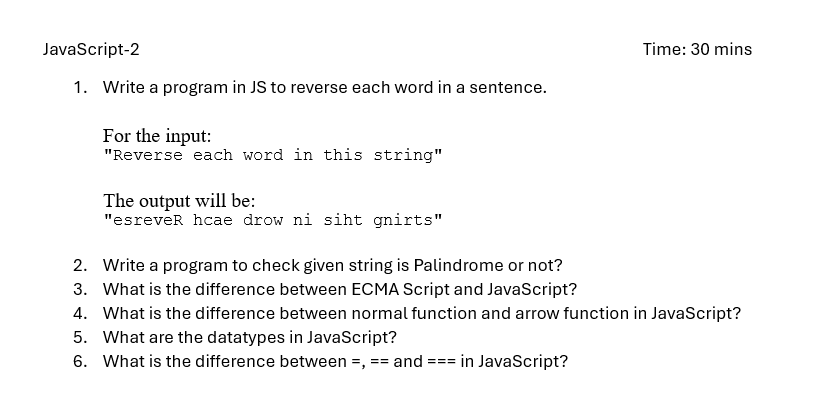 JavaScript-2 Time: 30 mins
1. Write a program in JS to reverse each word in a sentence.
For the input:
"Reverse each word in this string"
The output will be:
"esreveR hcae drow ni siht gnirts"
2. Write a program to check given string is Palindrome or not?
3. What is the difference between ECMA Script and JavaScript?
4. What is the difference between normal function and arrow function in JavaScript?
5. What are the datatypes in JavaScript?
6. What is the difference between =, == and === in JavaScript?